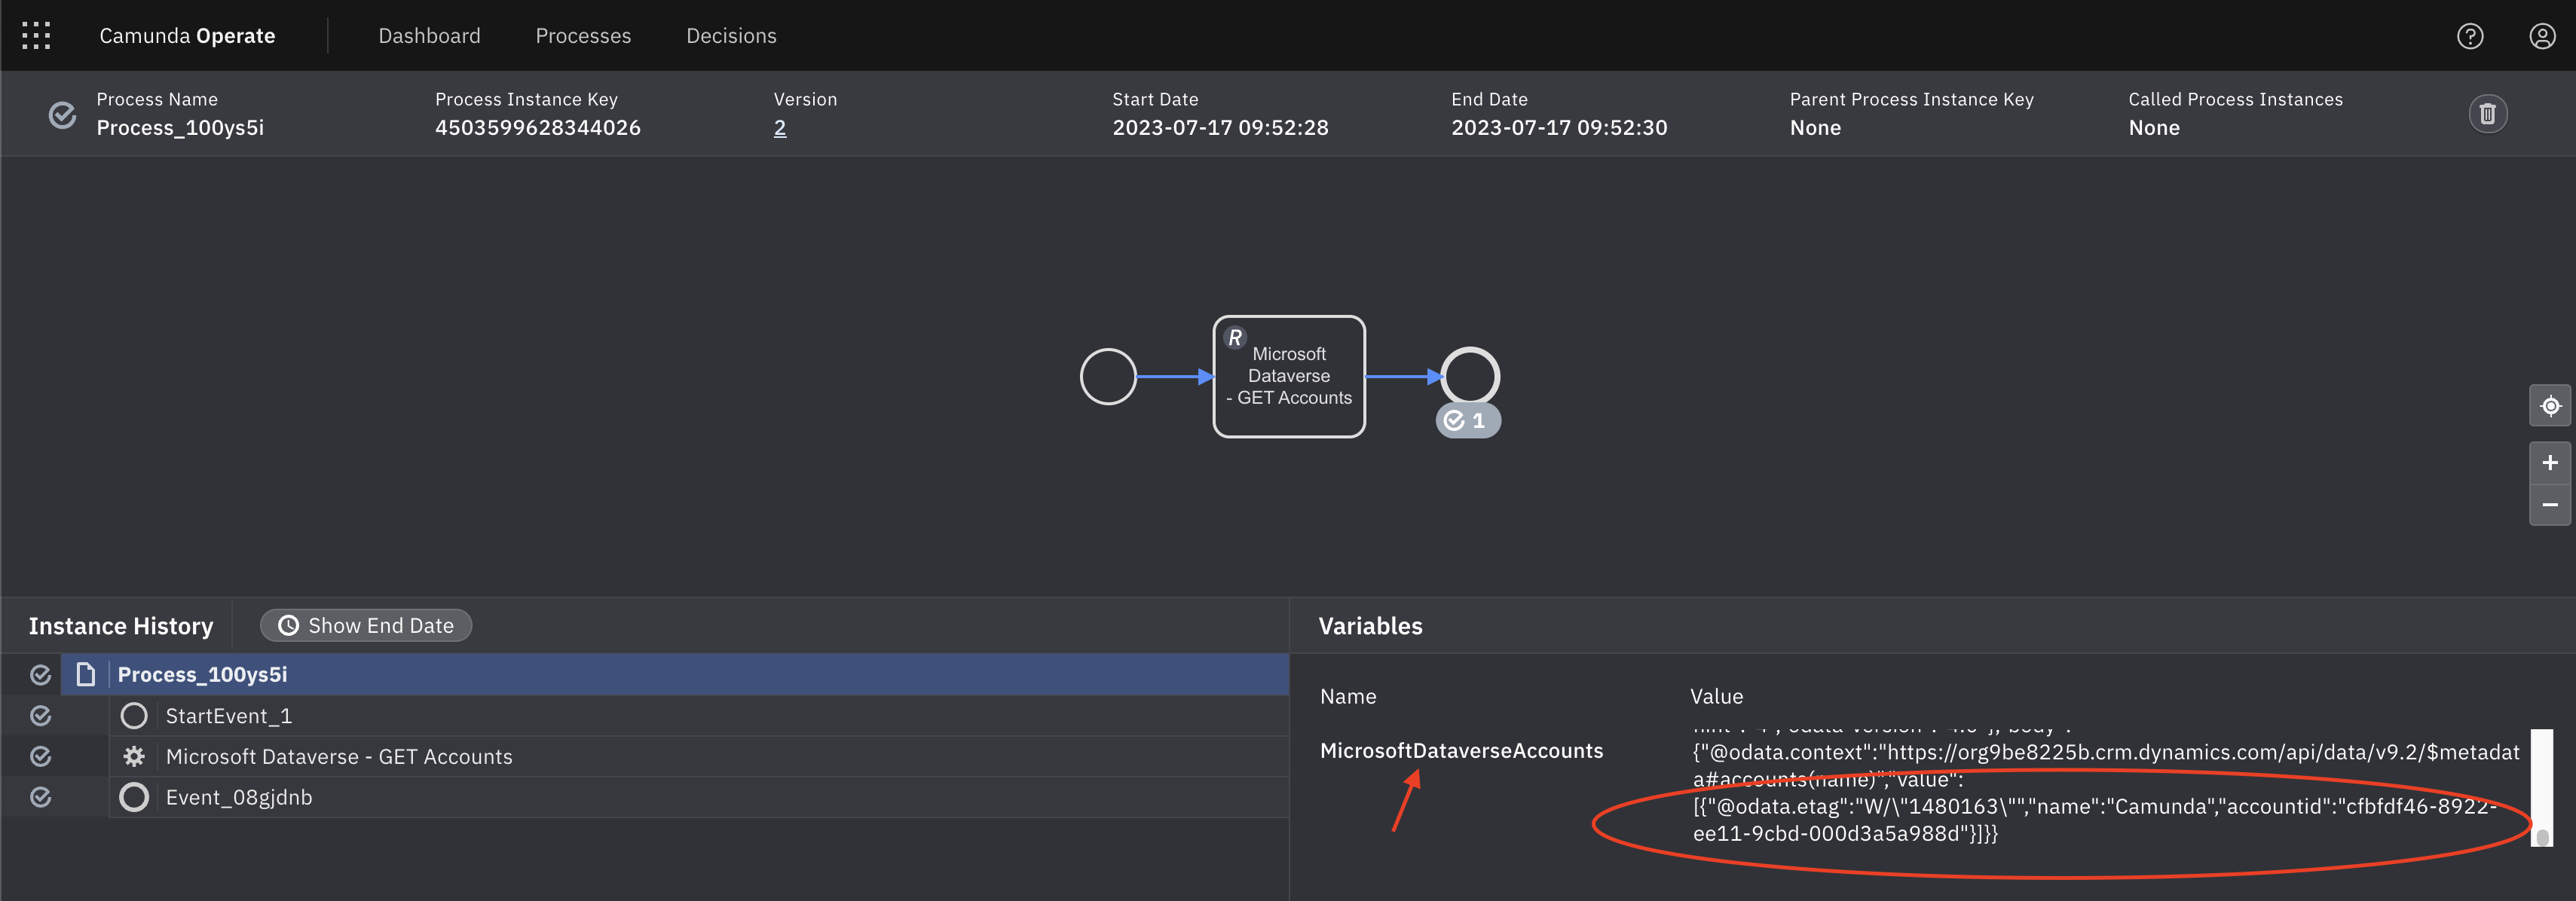 Camunda Operate
Dashboard
Processes
Decisions
Process Name
Process_100ys5i
Process Instance Key
4503599628344026
Version
2
Start Date
2023-07-17 09:52:28
End Date
2023-07-17 09:52:30
Parent Process Instance Key
None
Called Process Instances
None
R
Microsoft
Dataverse
- GET Accounts
1
Instance History
Show End Date
Process_100ys5i
StartEvent_1
Microsoft Dataverse - GET Accounts
Event_08gjdnb
Variables
Name
Value
MicrosoftDataverseAccounts
{"@odata.context":"https://org9be8225b.crm.dynamics.com/api/data/v9.2/$metadat
a#accounts(name)","value":
[{"@odata.etag":"W/\"1480163\"","name":"Camunda","accountid":"cfbfdf46-8922-
ee11-9cbd-000d3a5a988d"}]}}